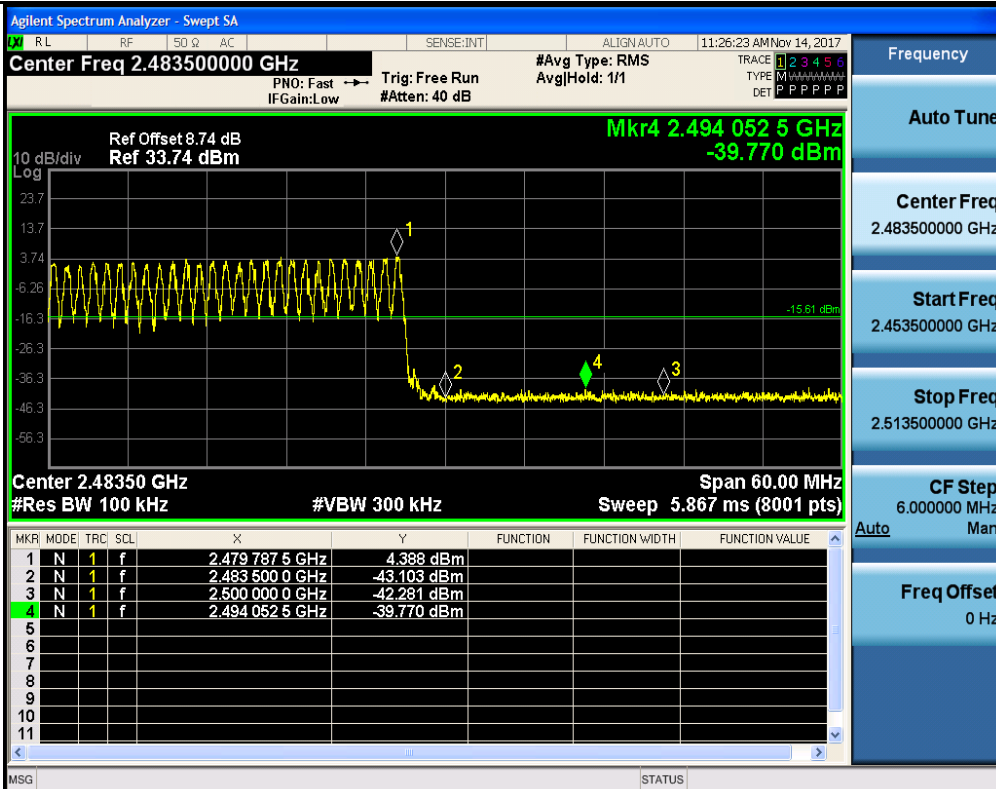 Agilent Spectrum Analyzer - Swept SA
LXI RL RF 50 Ω AC SENSE:INT ALIGN AUTO 11:26:23 AM Nov 14, 2017
Center Freq 2.483500000 GHz
PNO: Fast
IFGain:Low
Trig: Free Run
#Atten: 40 dB
#Avg Type: RMS
Avg|Hold: 1/1
TRACE 1 2 3 4 5 6
TYPE M
DET P P P P P P
Ref Offset 8.74 dB
Ref 33.74 dBm
10 dB/div
Log
Mkr4 2.494 052 5 GHz
-39.770 dBm
23.7
13.7
3.74
-6.26
-16.3
-26.3
-36.3
-46.3
-56.3
1
2
4
3
-15.61 dBm
Center 2.48350 GHz Span 60.00 MHz
#Res BW 100 kHz #VBW 300 kHz Sweep 5.867 ms (8001 pts)
MKR MODE TRC SCL X Y FUNCTION FUNCTION WIDTH FUNCTION VALUE
1 N 1 f 2.479 787 5 GHz 4.388 dBm
2 N 1 f 2.483 500 0 GHz -43.103 dBm
3 N 1 f 2.500 000 0 GHz -42.281 dBm
4 N 1 f 2.494 052 5 GHz -39.770 dBm
5
6
7
8
9
10
11
MSG STATUS
Frequency
Auto Tune
Center Freq
2.483500000 GHz
Start Freq
2.453500000 GHz
Stop Freq
2.513500000 GHz
CF Step
6.000000 MHz
Auto Man
Freq Offset
0 Hz